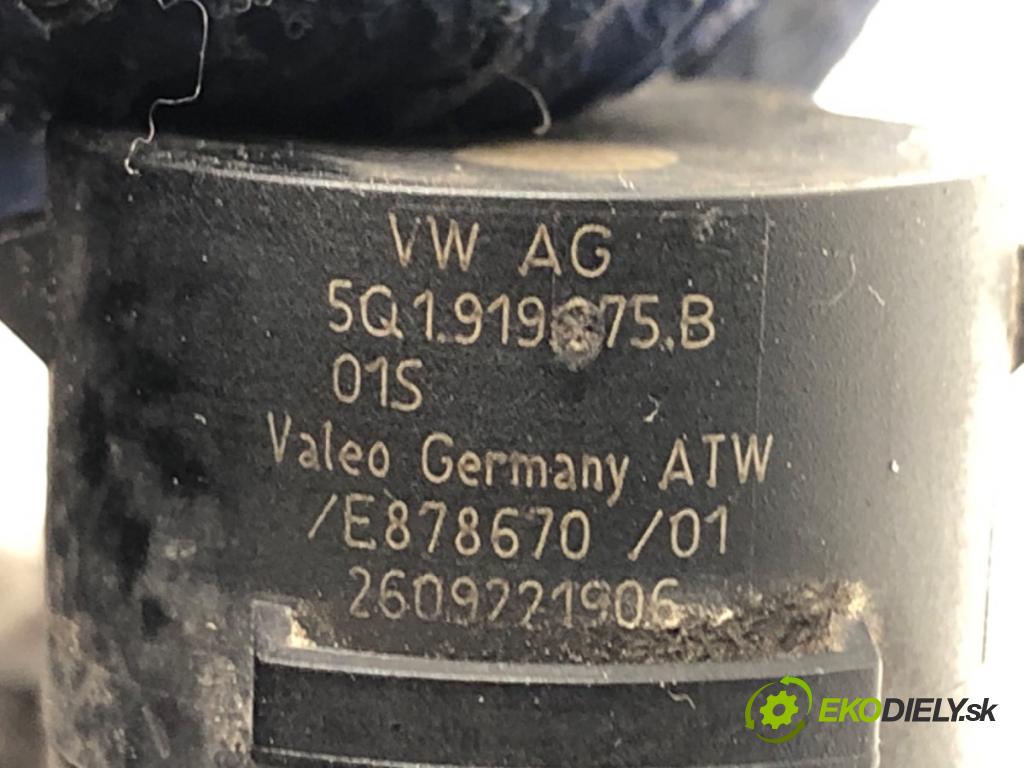 VW AG
01S
Valeo Germany ATW
/E878670 /01
2609221906
EKODIELY.sk